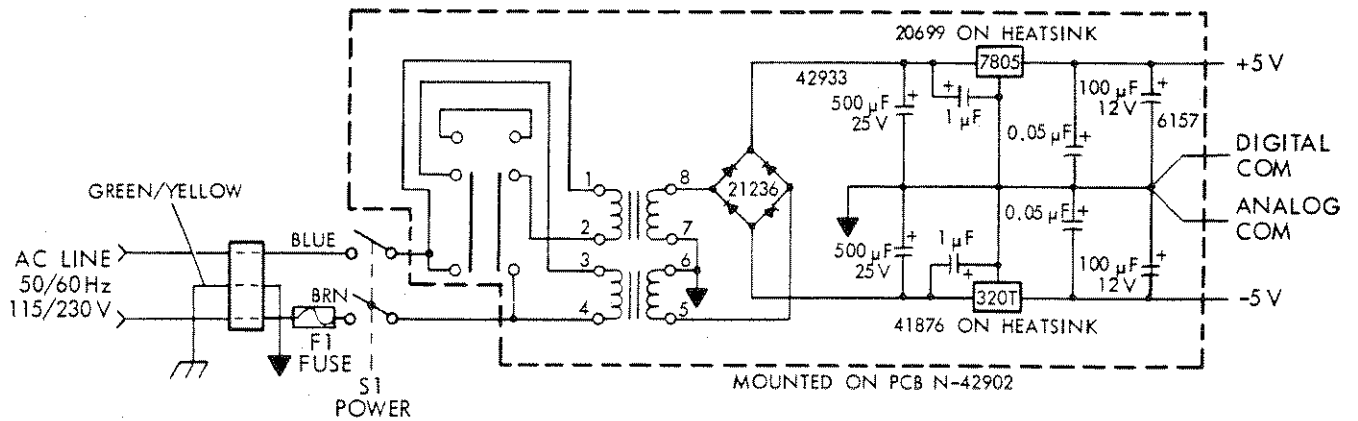 20699 ON HEATSINK
7805
+5 V
42933
500 µF
25 V
+
+
1 µF
0.05 µF
+
100 µF
12 V
+
6157
DIGITAL
COM
ANALOG
COM
1
2
3
4
8
7
6
5
21236
GREEN/YELLOW
AC LINE
50/60 Hz
115/230 V
BLUE
BRN
F1
FUSE
S1
POWER
500 µF
25 V
+
1 µF
+
0.05 µF
+
100 µF
12 V
+
320T
-5 V
41876 ON HEATSINK
MOUNTED ON PCB N-42902